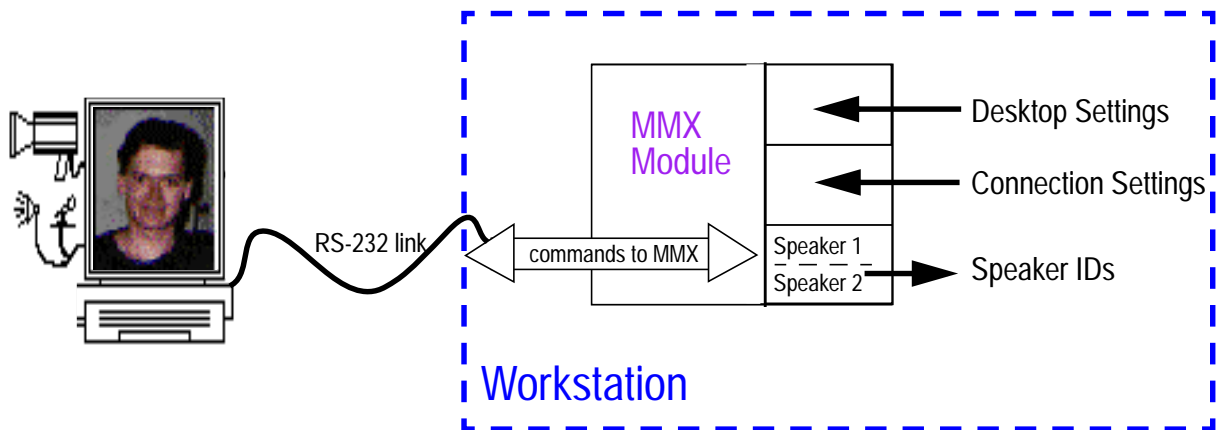 MMX
Module
Desktop Settings
Connection Settings
RS-232 link
commands to MMX
Speaker 1
Speaker 2
Speaker IDs
Workstation